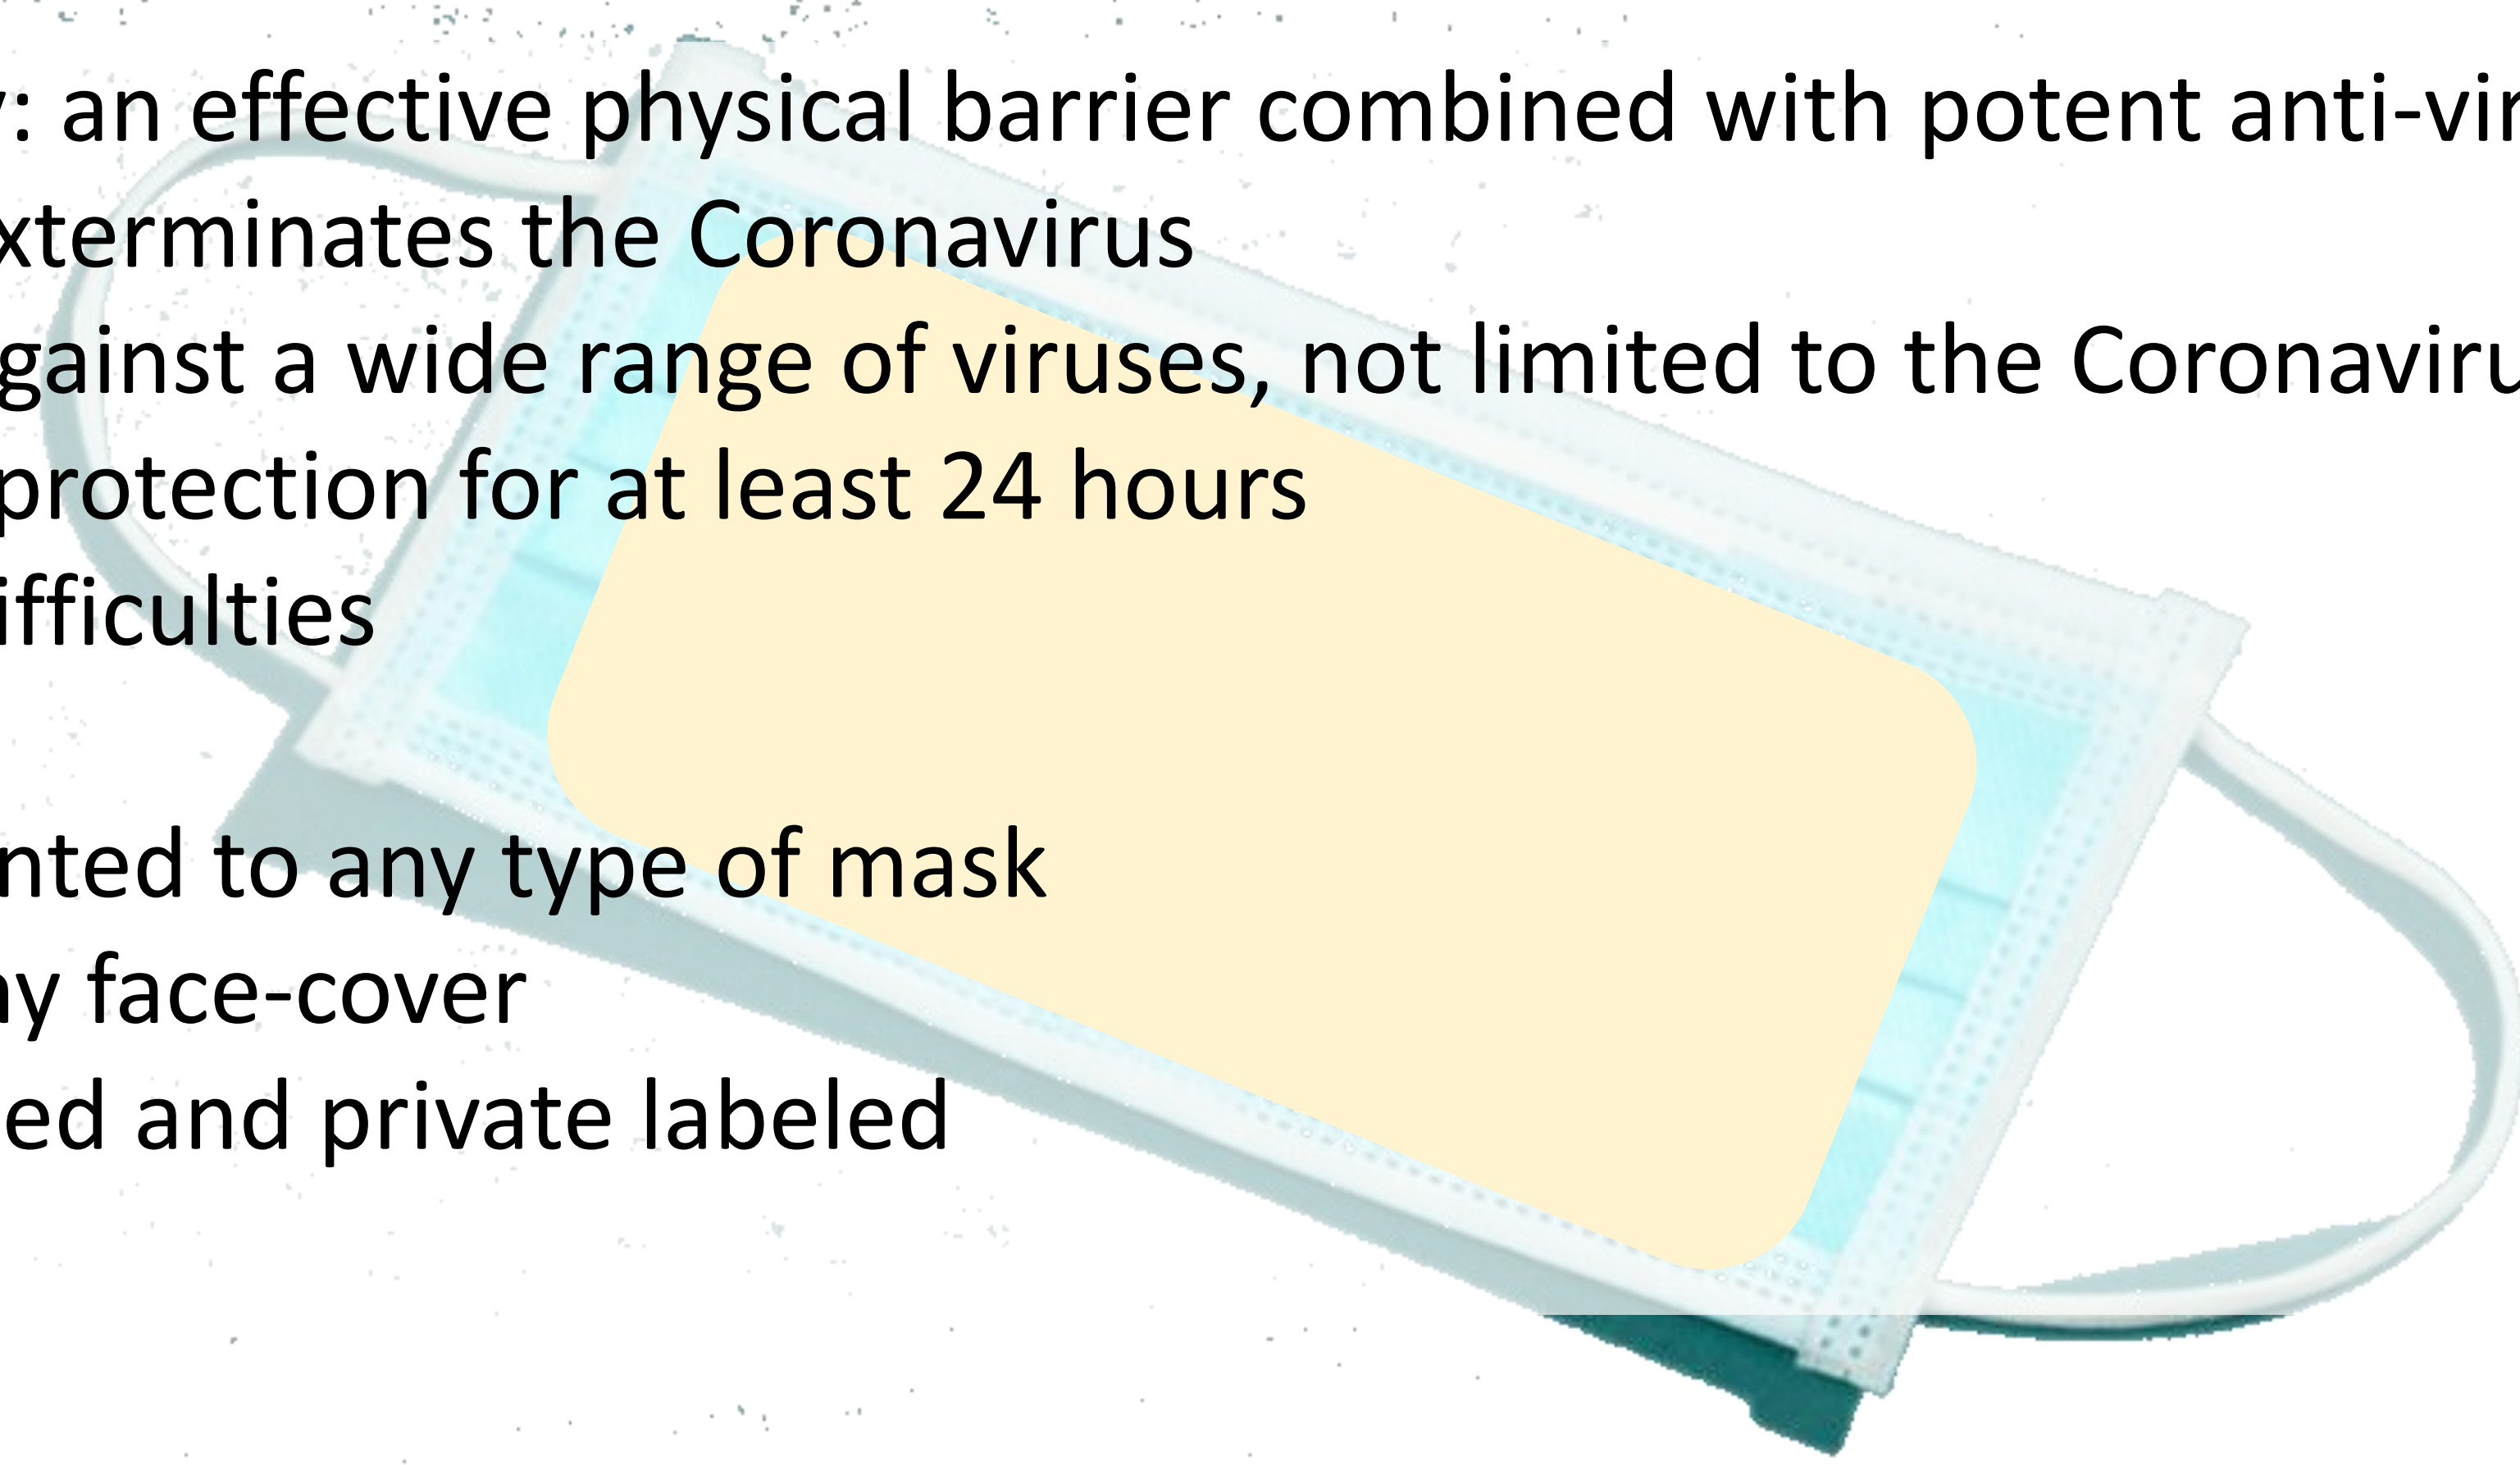 : an effective physical barrier combined with potent anti-vir
xterminates the Coronavirus
gainst a wide range of viruses, not limited to the Coronaviru
protection for at least 24 hours
ifficulties
nted to any type of mask
ny face-cover
ed and private labeled